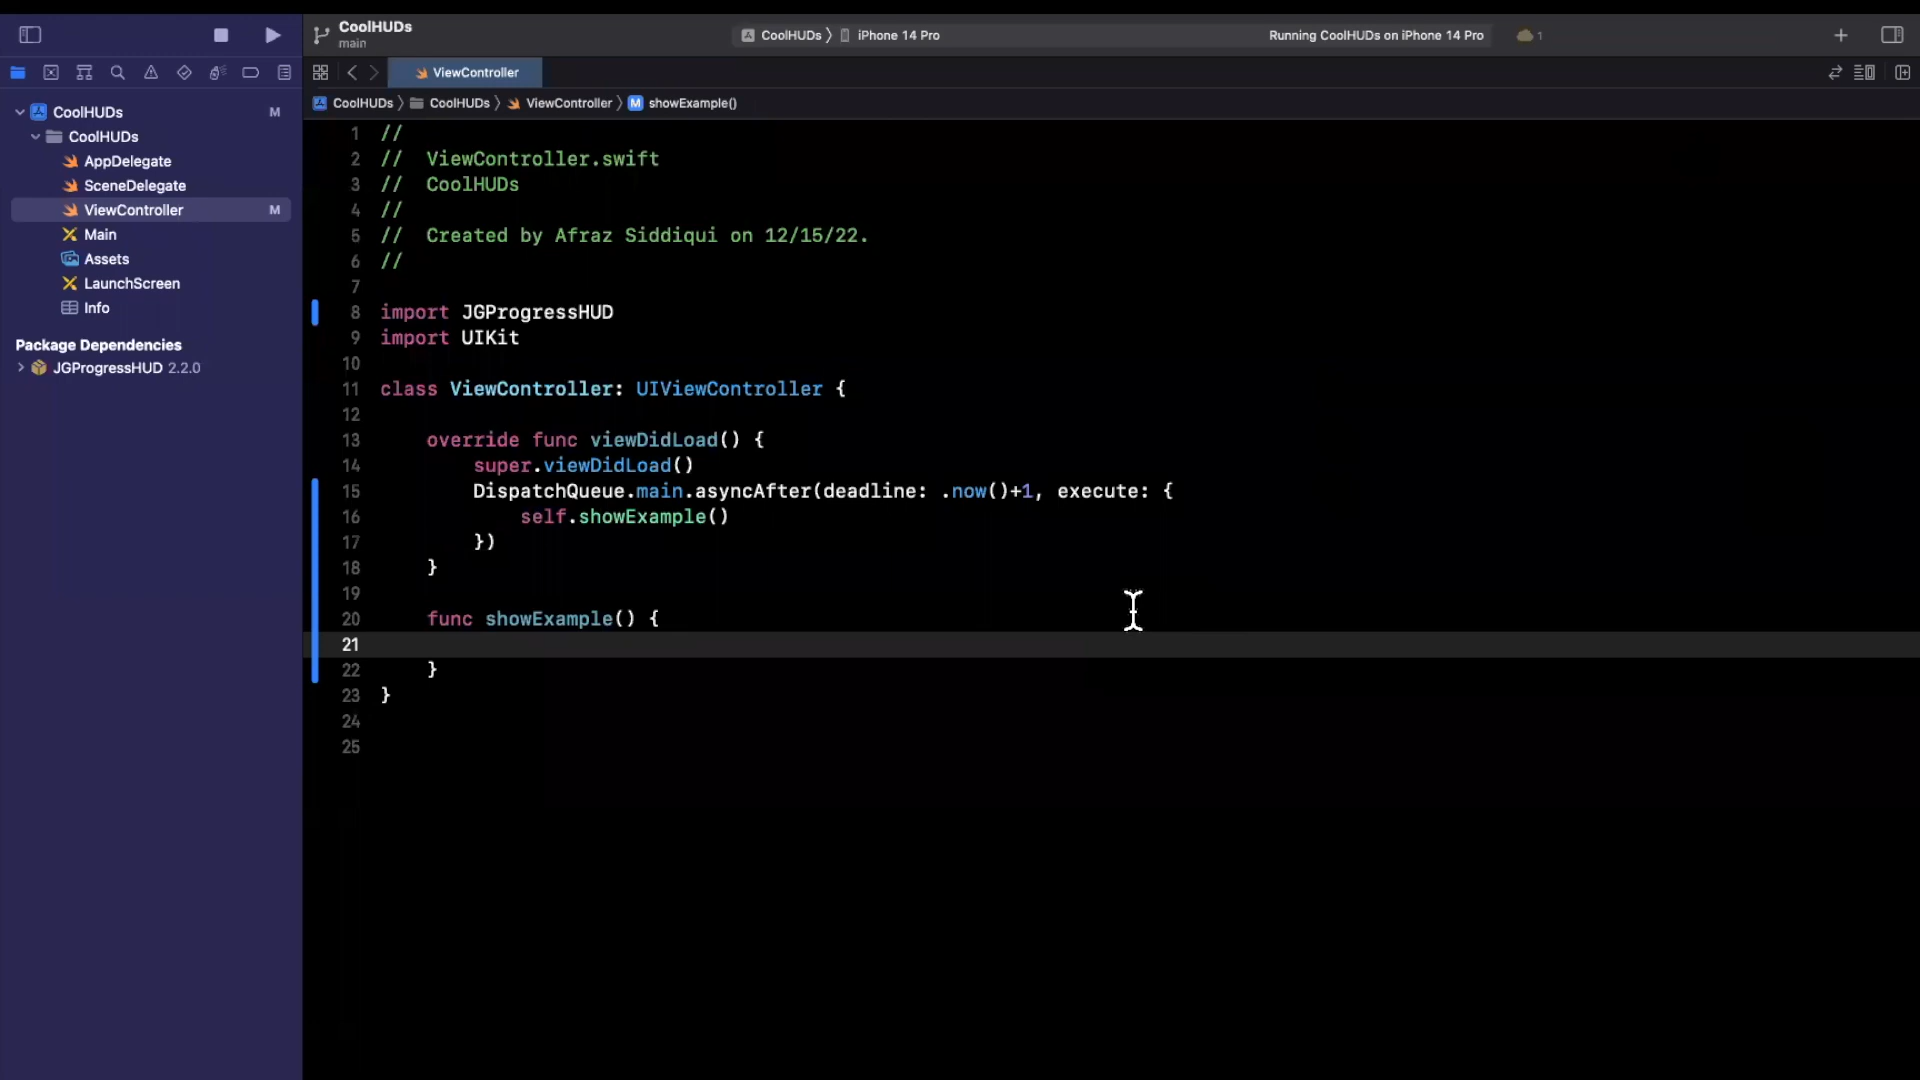 CoolHUDs
main
CoolHUDs 〉 iPhone 14 Pro
Running CoolHUDs on iPhone 14 Pro
1
ViewController
CoolHUDs 〉 CoolHUDs 〉 ViewController 〉 M showExample()
CoolHUDs M
CoolHUDs
AppDelegate
SceneDelegate
ViewController M
Main
Assets
LaunchScreen
Info
Package Dependencies
JGProgressHUD 2.2.0
1 //
2 //  ViewController.swift
3 //  CoolHUDs
4 //
5 //  Created by Afraz Siddiqui on 12/15/22.
6 //
7
8 import JGProgressHUD
9 import UIKit
10
11 class ViewController: UIViewController {
12
13     override func viewDidLoad() {
14         super.viewDidLoad()
15         DispatchQueue.main.asyncAfter(deadline: .now()+1, execute: {
16             self.showExample()
17         })
18     }
19
20     func showExample() {
21
22     }
23 }
24
25